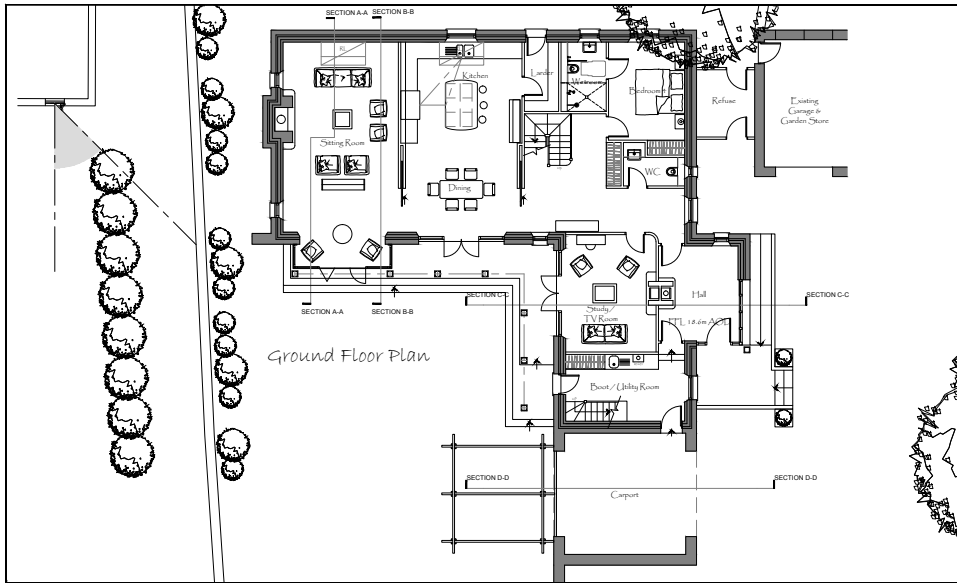 SECTION A-A SECTION B-B
Kitchen
Larder
Bedroom 4
Refuse
Existing
Garage &
Garden Store
Sitting Room
WC
Dining
SECTION C-C
Hall
SECTION C-C
SECTION A-A
SECTION B-B
Study /
TV Room
FFL 18.6m AOD
Ground Floor Plan
Boot / Utility Room
SECTION D-D
SECTION D-D
Carport